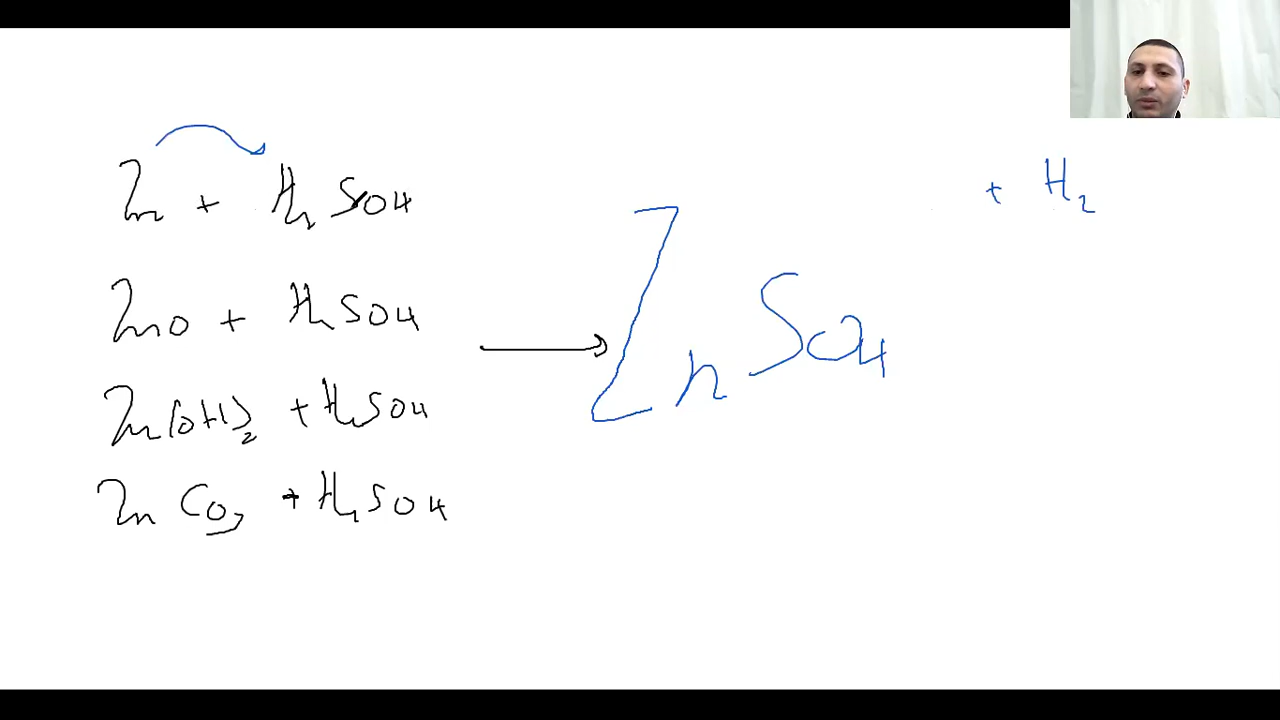 Zn + H2SO4
+ H2
ZnO + H2SO4
ZnSO4
Zn(OH)2 + H2SO4
ZnCO3 + H2SO4